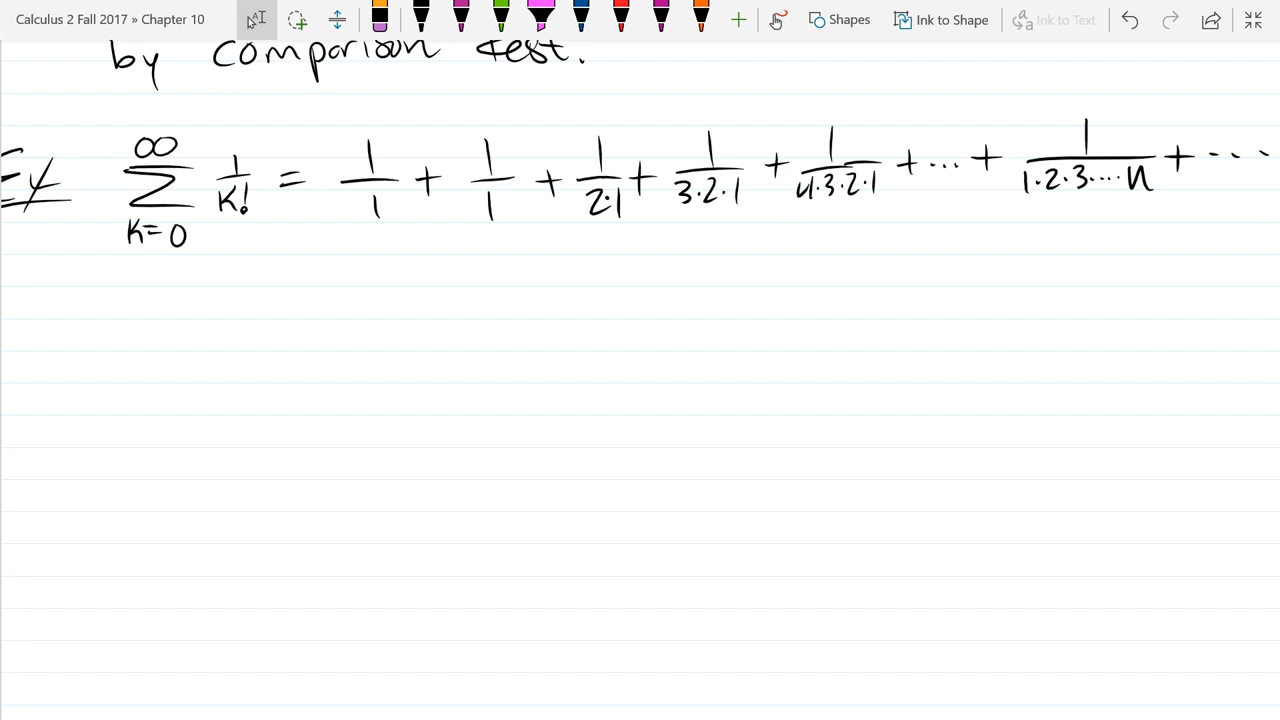 Calculus 2 Fall 2017 » Chapter 10 Shapes Ink to Shape Ink to Text
by comparison test.
Ex ∞ ∑ k=0 1/k! = 1/1 + 1/1 + 1/2·1 + 1/3·2·1 + 1/4·3·2·1 + ... + 1/1·2·3····n + ···